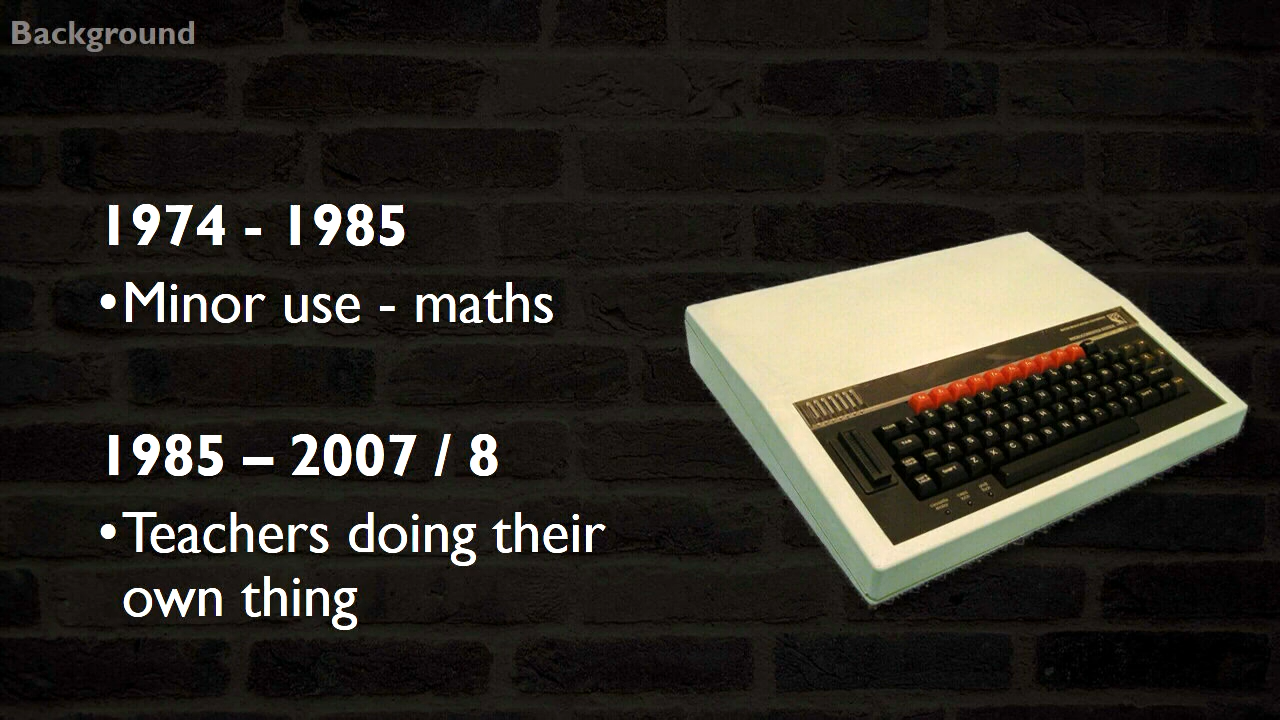 Background
1974 - 1985
•Minor use - maths
1985 – 2007 / 8
•Teachers doing their
own thing